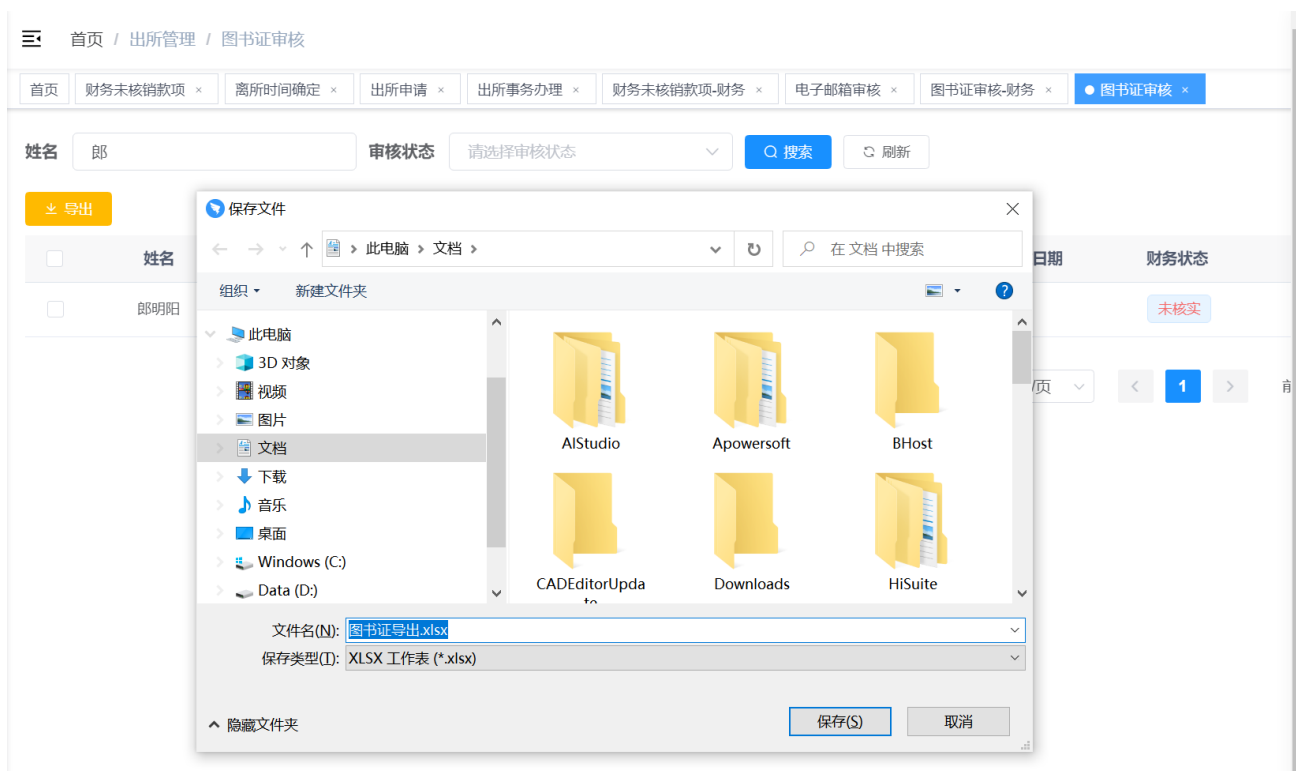 首页 / 出所管理 / 图书证审核
首页 财务未核销款项 × 离所时间确定 × 出所申请 × 出所事务办理 × 财务未核销款项-财务 × 电子邮箱审核 × 图书证审核-财务 × 图书证审核 ×
姓名 郎 审核状态 请选择审核状态 搜索 刷新
导出
保存文件
此电脑 › 文档 ›
在 文档 中搜索
姓名 日期 财务状态
组织 新建文件夹
郎明阳 未核实
此电脑
3D 对象
视频
图片
文档
下载
音乐
桌面
Windows (C:)
Data (D:)
AIStudio Apowersoft BHost
CADEditorUpda Downloads HiSuite
/页 1
文件名(N): 图书证导出.xlsx
保存类型(T): XLSX 工作表 (*.xlsx)
隐藏文件夹 保存(S) 取消